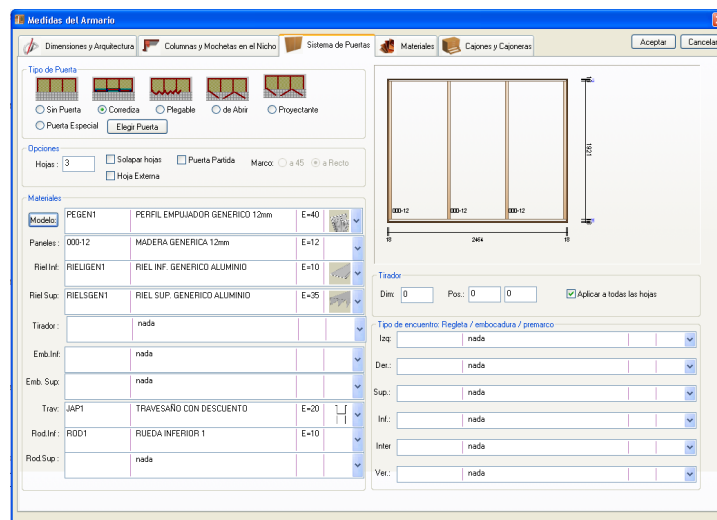 Medidas del Armario
Dimensiones y Arquitectura
Columnas y Mochetas en el Nicho
Sistema de Puertas
Materiales
Cajones y Cajoneras
Aceptar
Cancelar
Tipo de Puerta
Sin Puerta
Corrediza
Plegable
de Abrir
Proyectante
Puerta Especial
Elegir Puerta
Opciones
Hojas : 3
Solapar hojas
Puerta Partida
Marco:
a 45
a Recto
Hoja Externa
Materiales
Modelo: PEGEN1 PERFIL EMPUJADOR GENERICO 12mm E=40
Paneles : 000-12 MADERA GENERICA 12mm E=12
Riel Inf: RIELIGEN1 RIEL INF. GENERICO ALUMINIO E=10
Riel Sup: RIELSGEN1 RIEL SUP. GENERICO ALUMINIO E=35
Tirador : nada
Emb.Inf: nada
Emb. Sup: nada
Trav: JAP1 TRAVESAÑO CON DESCUENTO E=20
Rod.Inf : ROD1 RUEDA INFERIOR 1 E=10
Rod.Sup : nada
000-12 000-12 000-12
1921
18 2464 18
Tirador
Dim: 0 Pos.: 0 0
Aplicar a todas las hojas
Tipo de encuentro: Regleta / embocadura / premarco
Izq: nada
Der.: nada
Sup.: nada
Inf.: nada
Inter nada
Ver.: nada